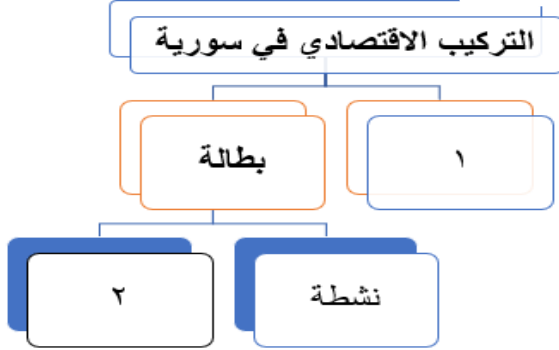 التركيب الاقتصادي في سورية
١
بطالة
نشطة
٢